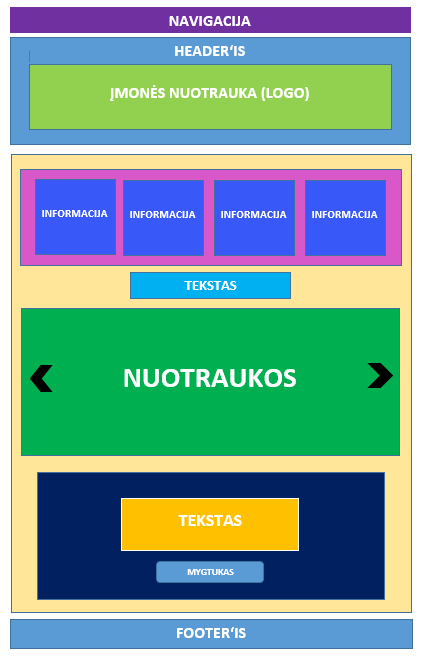 NAVIGACIJA
HEADER‘IS
ĮMONĖS NUOTRAUKA (LOGO)
INFORMACIJA
INFORMACIJA
INFORMACIJA
INFORMACIJA
TEKSTAS
NUOTRAUKOS
TEKSTAS
MYGTUKAS
FOOTER‘IS